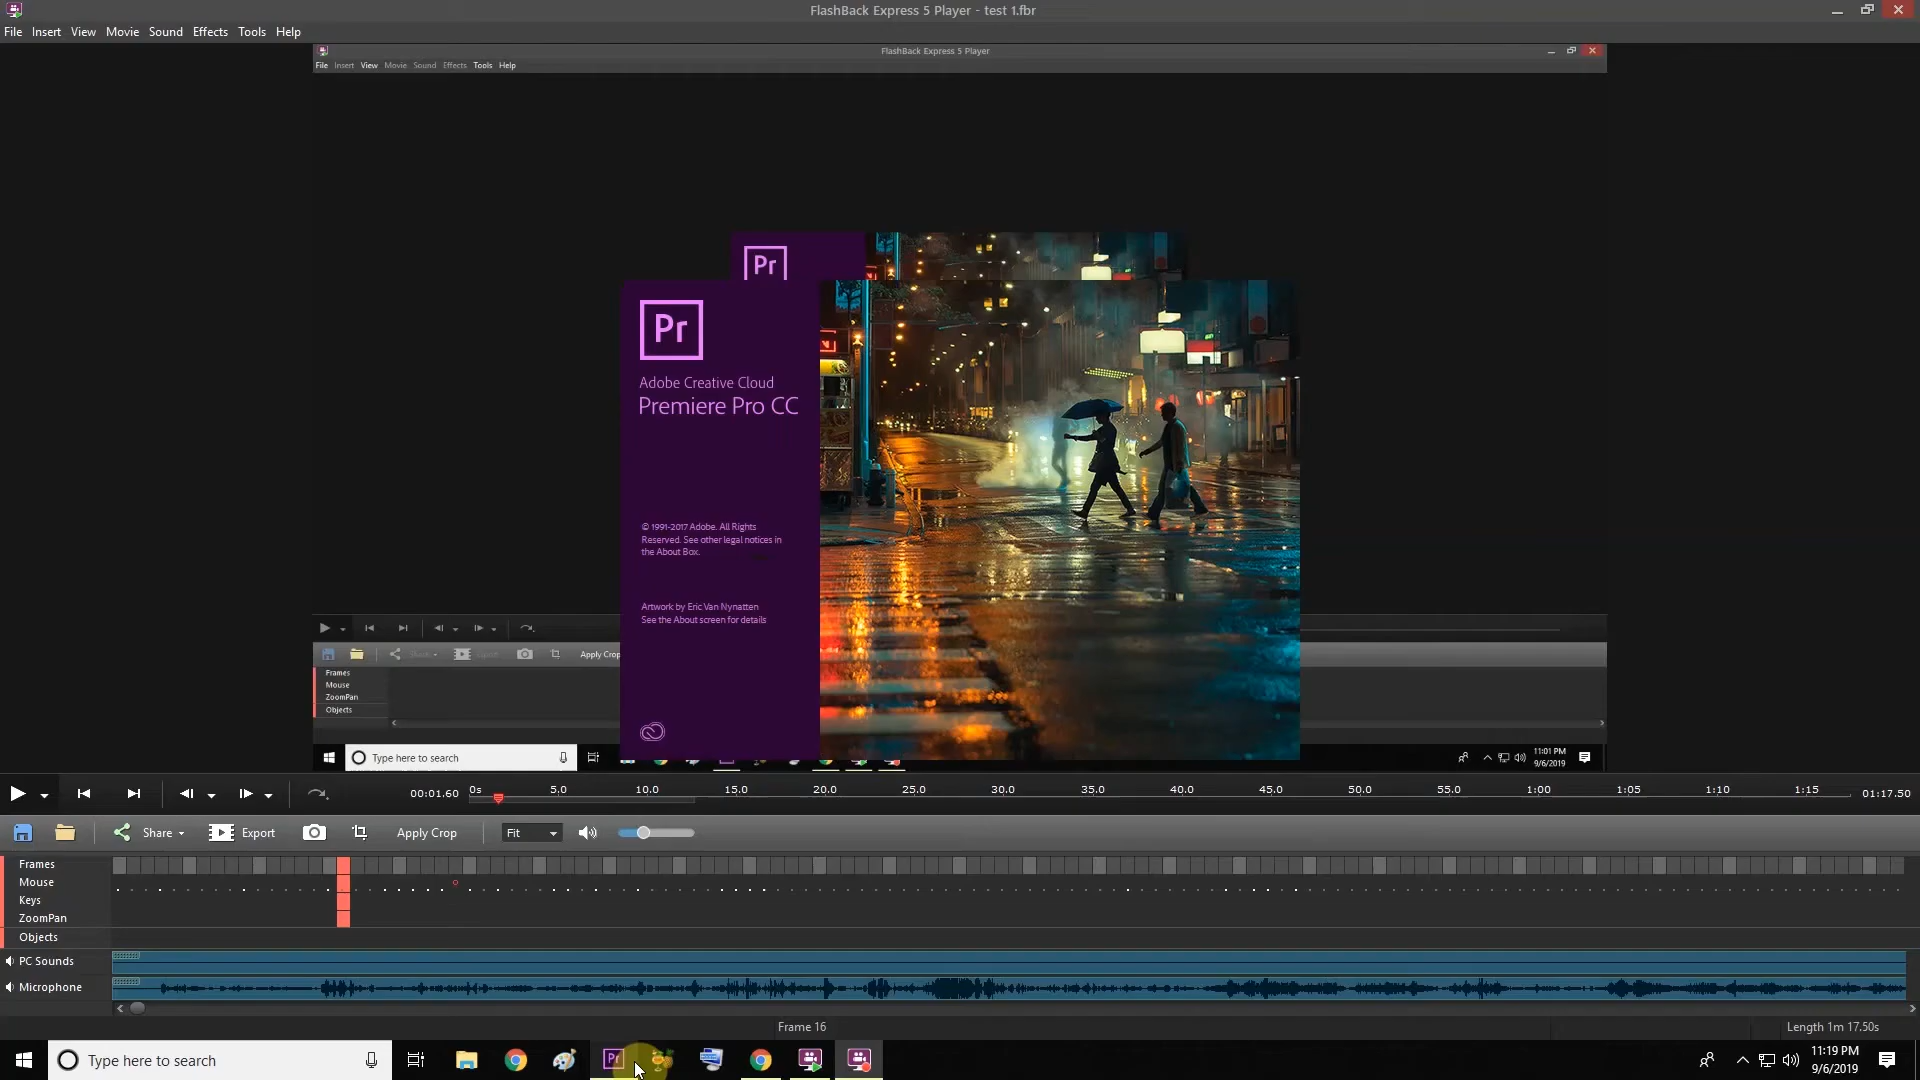 FlashBack Express 5 Player - test 1.fbr
File Insert View Movie Sound Effects Tools Help
FlashBack Express 5 Player
File Insert View Movie Sound Effects Tools Help
Pr
Pr
Adobe Creative Cloud
Premiere Pro CC
© 1991-2017 Adobe. All Rights
Reserved. See other legal notices in
the About Box.
Artwork by Eric Van Nynatten
See the About screen for details
Apply Crop
Frames
Mouse
ZoomPan
Objects
Type here to search
11:01 PM
9/6/2019
00:01.60
0s 5.0 10.0 15.0 20.0 25.0 30.0 35.0 40.0 45.0 50.0 55.0 1:00 1:05 1:10 1:15
01:17.50
Share Export Apply Crop Fit
Frames
Mouse
Keys
ZoomPan
Objects
PC Sounds
Microphone
Frame 16
Length 1m 17.50s
Type here to search
Pr
11:19 PM
9/6/2019